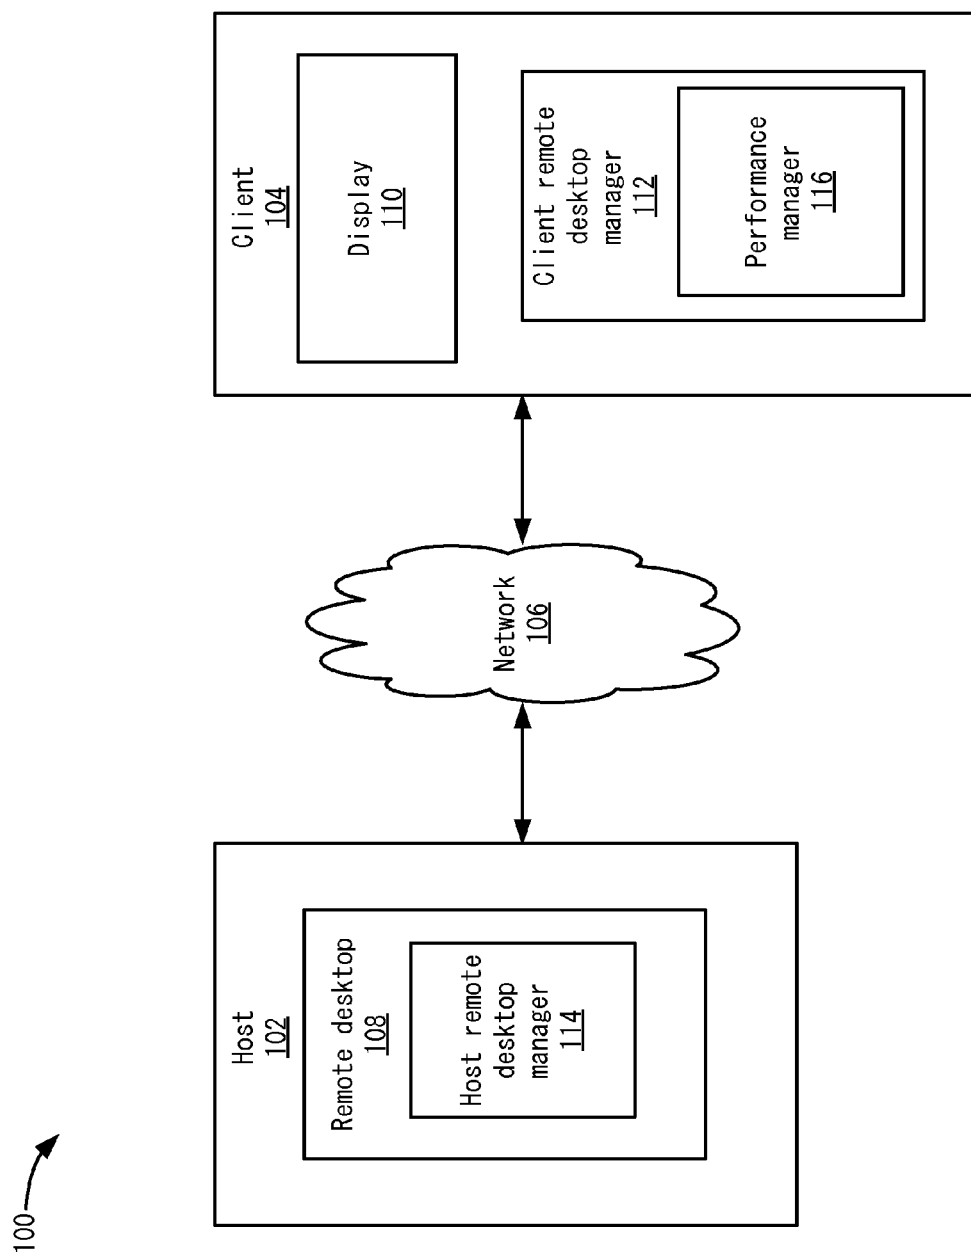 100
Host
102
Remote desktop
108
Host remote
desktop
manager
114
Network
106
Client
104
Display
110
Client remote
desktop
manager
112
Performance
manager
116